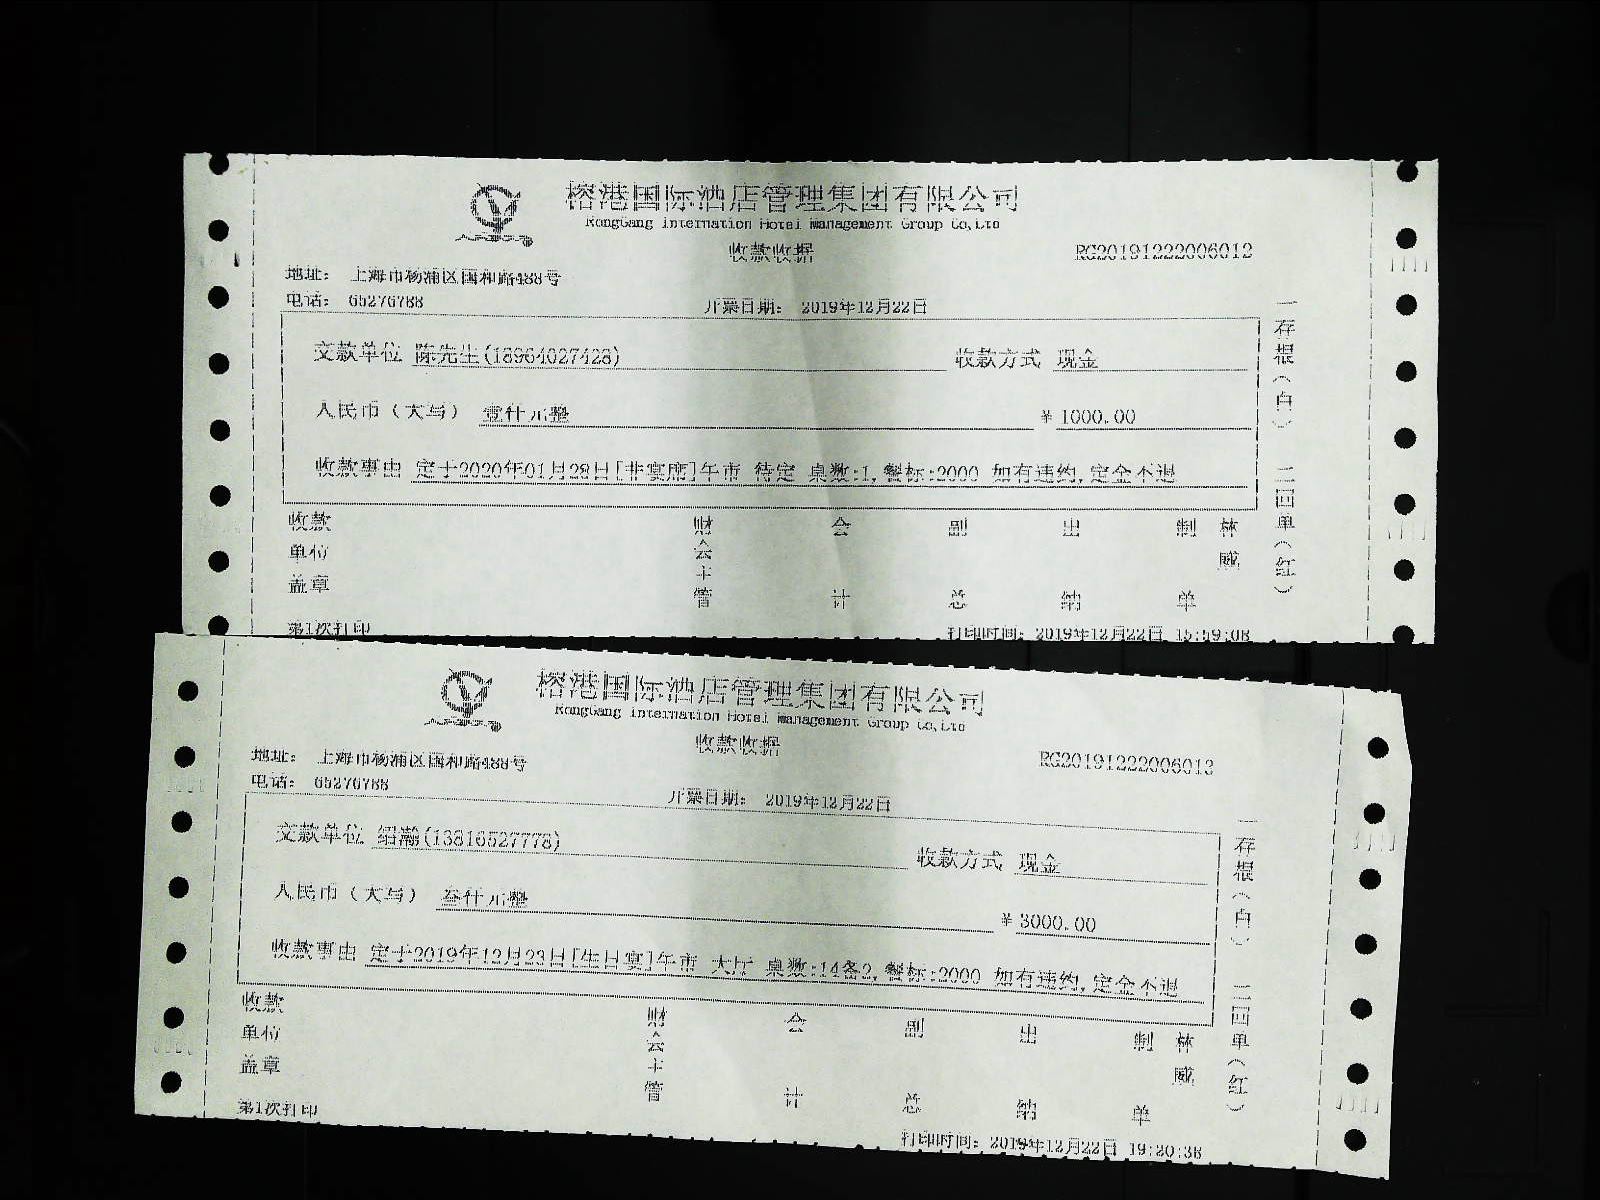 榕港国际酒店管理集团有限公司
RongGang Internation Hotel Management Group Co,Ltd
收款收据
RG20191222006012
地址： 上海市杨浦区国和路488号
电话： 65276788
开票日期： 2019年12月22日
交款单位 陈先生(18964027428) 收款方式 现金
人民币（大写） 壹仟元整 ¥ 1000.00
收款事由 定于2020年01月28日[非宴席]午市 待定 桌数:1,餐标:2000 如有违约,定金不退
一存根（白） 二回单（红）
收款单位盖章 财会主管 会计 副总 出纳 制单 林威
第1次打印
打印时间：2019年12月22日 15:59:08
榕港国际酒店管理集团有限公司
RongGang Internation Hotel Management Group Co,Ltd
收款收据
RG20191222006013
地址： 上海市杨浦区国和路488号
电话： 65276788
开票日期： 2019年12月22日
交款单位 绍瀚(13816527778) 收款方式 现金
人民币（大写） 叁仟元整 ¥ 3000.00
收款事由 定于2019年12月23日[生日宴]午市 大厅 桌数:14备2,餐标:2000 如有违约,定金不退
一存根（白） 二回单（红）
收款单位盖章 财会主管 会计 副总 出纳 制单 林威
第1次打印
打印时间：2019年12月22日 19:20:38